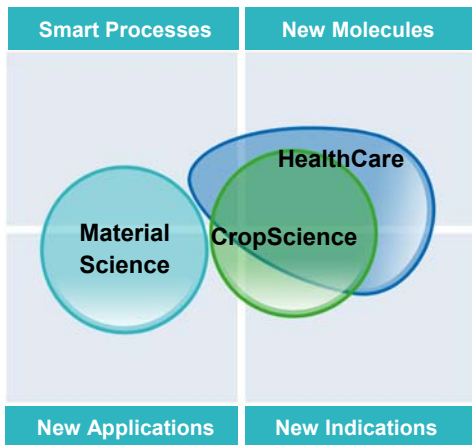 Smart Processes
New Molecules
HealthCare
Material
Science
CropScience
New Applications
New Indications